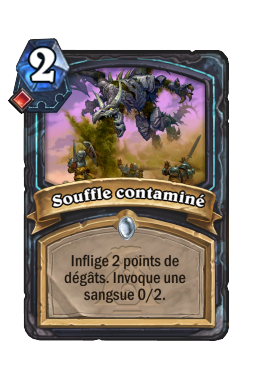 2
Souffle contaminé
Inflige 2 points de
dégâts. Invoque une
sangsue 0/2.